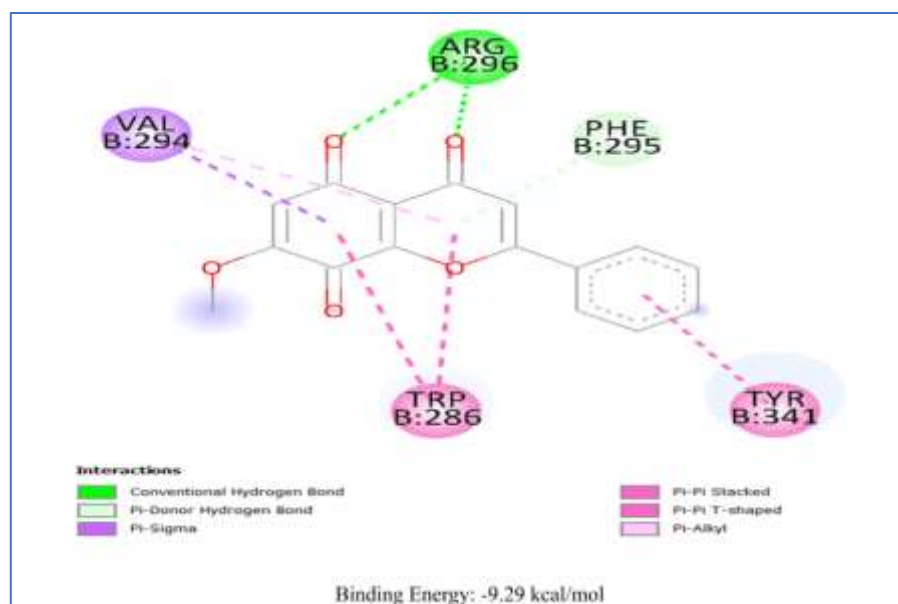 ARG
B:296
VAL
B:294
PHE
B:295
O
O
O
O
O
TRP
B:286
TYR
B:341
Interactions
Conventional Hydrogen Bond
Pi-Donor Hydrogen Bond
Pi-Sigma
Pi-Pi Stacked
Pi-Pi T-shaped
Pi-Alkyl
Binding Energy: -9.29 kcal/mol